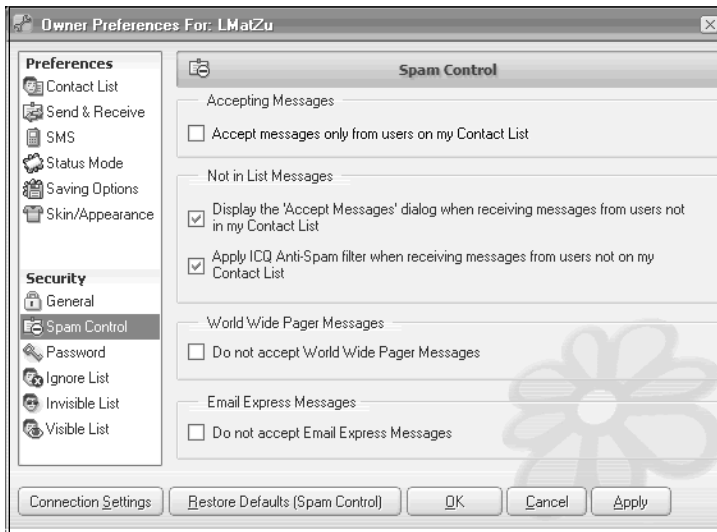 Owner Preferences For: LMatZu
Preferences
Contact List
Send & Receive
SMS
Status Mode
Saving Options
Skin/Appearance
Security
General
Spam Control
Password
Ignore List
Invisible List
Visible List
Spam Control
Accepting Messages
Accept messages only from users on my Contact List
Not in List Messages
Display the 'Accept Messages' dialog when receiving messages from users not
in my Contact List
Apply ICQ Anti-Spam filter when receiving messages from users not on my
Contact List
World Wide Pager Messages
Do not accept World Wide Pager Messages
Email Express Messages
Do not accept Email Express Messages
Connection Settings
Restore Defaults (Spam Control)
OK
Cancel
Apply